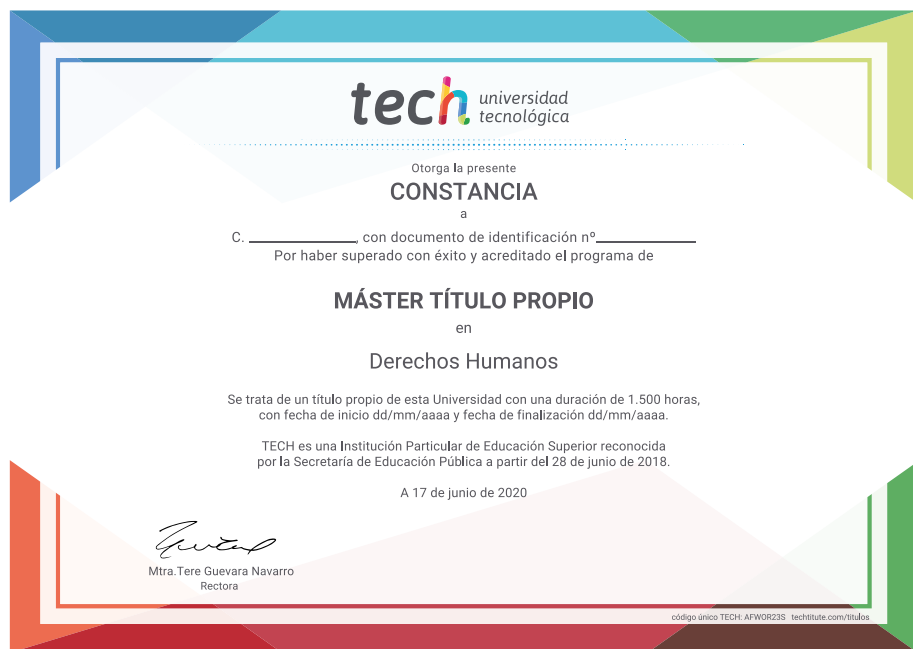 tech universidad
tecnológica
Otorga la presente
CONSTANCIA
a
C. ____________, con documento de identificación nº___________
Por haber superado con éxito y acreditado el programa de
MÁSTER TÍTULO PROPIO
en
Derechos Humanos
Se trata de un título propio de esta Universidad con una duración de 1.500 horas,
con fecha de inicio dd/mm/aaaa y fecha de finalización dd/mm/aaaa.
TECH es una Institución Particular de Educación Superior reconocida
por la Secretaría de Educación Pública a partir del 28 de junio de 2018.
A 17 de junio de 2020
Mtra.Tere Guevara Navarro
Rectora
código único TECH: AFWOR23S techtitute.com/titulos